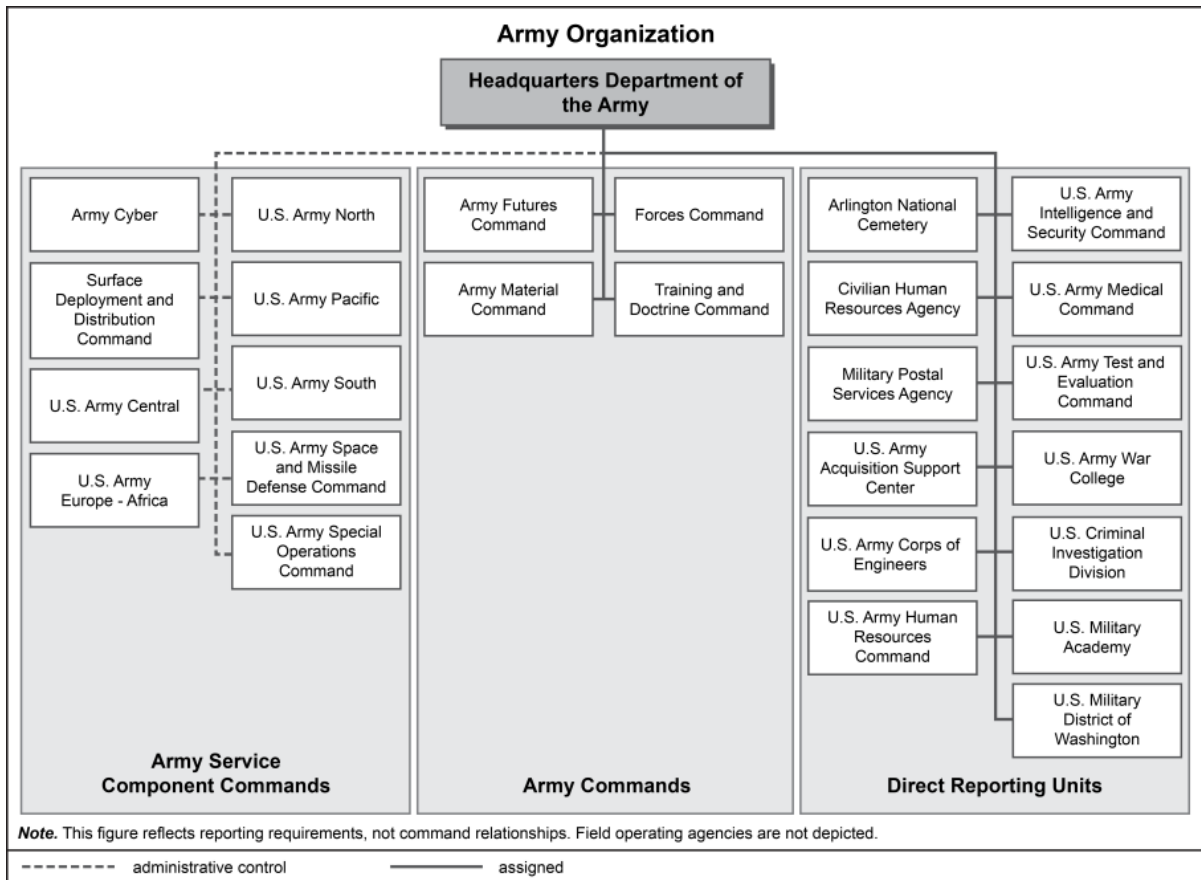 Army Organization
Headquarters Department of
the Army
Army Cyber
U.S. Army North
Surface
Deployment and
Distribution
Command
U.S. Army Pacific
U.S. Army Central
U.S. Army South
U.S. Army
Europe - Africa
U.S. Army Space
and Missile
Defense Command
U.S. Army Special
Operations
Command
Army Service
Component Commands
Army Futures
Command
Forces Command
Army Material
Command
Training and
Doctrine Command
Army Commands
Arlington National
Cemetery
U.S. Army
Intelligence and
Security Command
Civilian Human
Resources Agency
U.S. Army Medical
Command
Military Postal
Services Agency
U.S. Army Test and
Evaluation
Command
U.S. Army
Acquisition Support
Center
U.S. Army War
College
U.S. Army Corps of
Engineers
U.S. Criminal
Investigation
Division
U.S. Army Human
Resources
Command
U.S. Military
Academy
U.S. Military
District of
Washington
Direct Reporting Units
Note. This figure reflects reporting requirements, not command relationships. Field operating agencies are not depicted.
administrative control
assigned